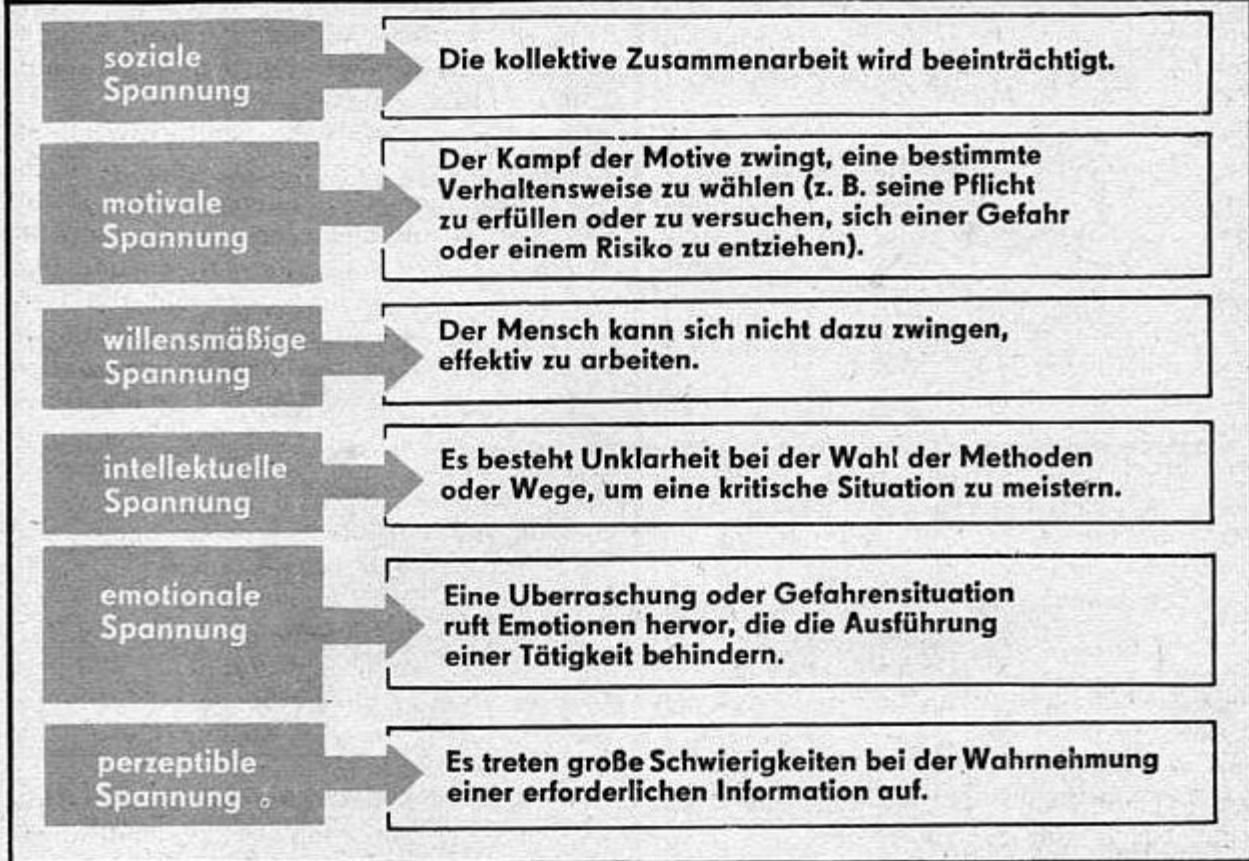 soziale
Spannung
Die kollektive Zusammenarbeit wird beeinträchtigt.
motivale
Spannung
Der Kampf der Motive zwingt, eine bestimmte
Verhaltensweise zu wählen (z. B. seine Pflicht
zu erfüllen oder zu versuchen, sich einer Gefahr
oder einem Risiko zu entziehen).
willensmäßige
Spannung
Der Mensch kann sich nicht dazu zwingen,
effektiv zu arbeiten.
intellektuelle
Spannung
Es besteht Unklarheit bei der Wahl der Methoden
oder Wege, um eine kritische Situation zu meistern.
emotionale
Spannung
Eine Uberraschung oder Gefahrensituation
ruft Emotionen hervor, die die Ausführung
einer Tätigkeit behindern.
perzeptible
Spannung
Es treten große Schwierigkeiten bei der Wahrnehmung
einer erforderlichen Information auf.